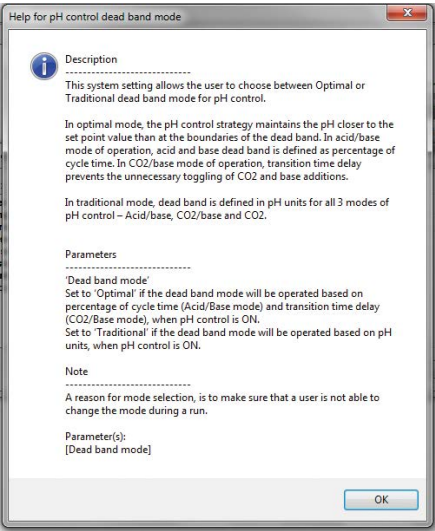 Help for pH control dead band mode
Description
-----------------------------
This system setting allows the user to choose between Optimal or
Traditional dead band mode for pH control.
In optimal mode, the pH control strategy maintains the pH closer to the
set point value than at the boundaries of the dead band. In acid/base
mode of operation, acid and base dead band is defined as percentage of
cycle time. In CO2/base mode of operation, transition time delay
prevents the unnecessary toggling of CO2 and base additions.
In traditional mode, dead band is defined in pH units for all 3 modes of
pH control – Acid/base, CO2/base and CO2.
Parameters
-----------------------------
'Dead band mode'
Set to 'Optimal' if the dead band mode will be operated based on
percentage of cycle time (Acid/Base mode) and transition time delay
(CO2/Base mode), when pH control is ON.
Set to 'Traditional' if the dead band mode will be operated based on pH
units, when pH control is ON.
Note
-----------------------------
A reason for mode selection, is to make sure that a user is not able to
change the mode during a run.
Parameter(s):
[Dead band mode]
OK